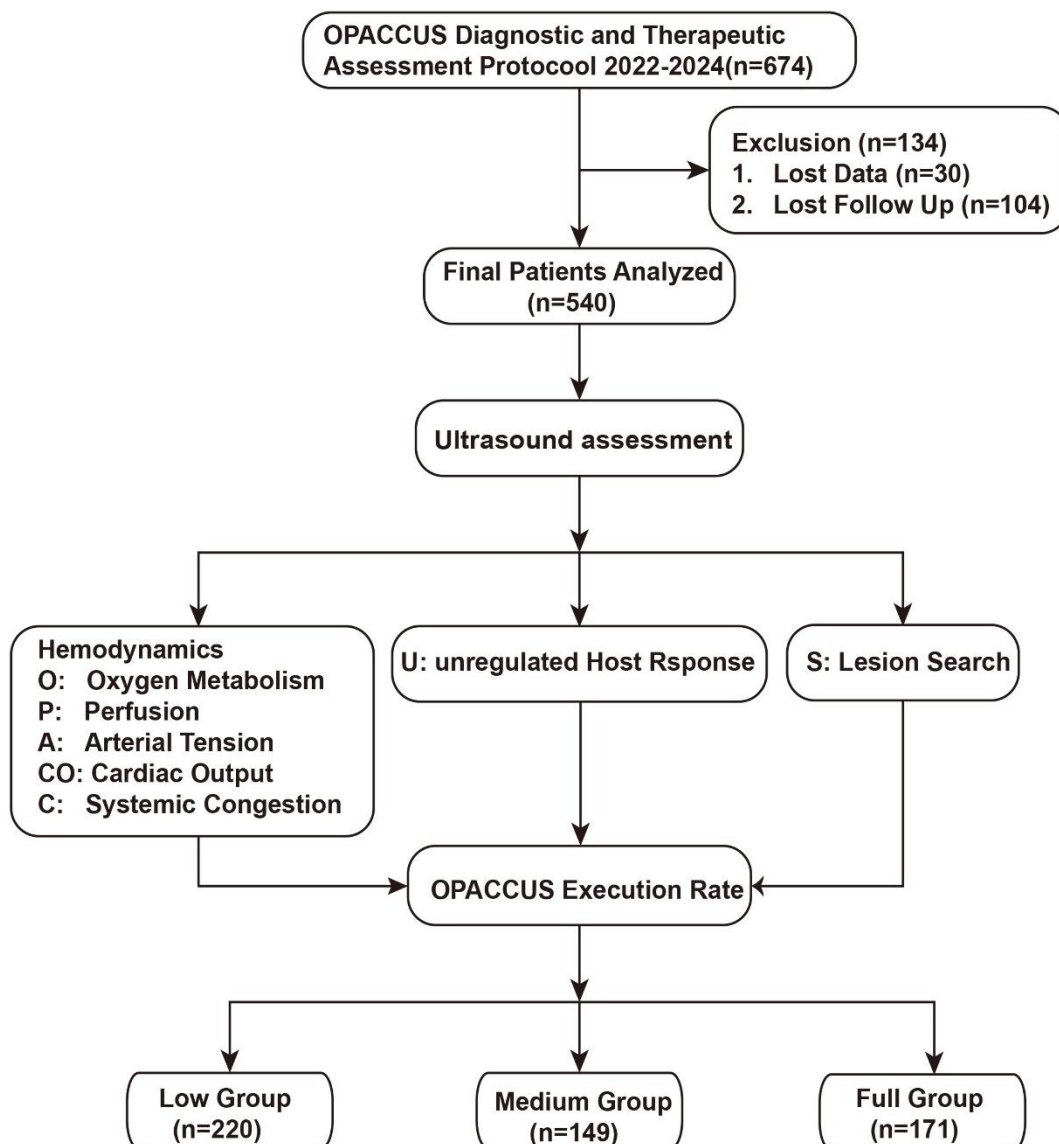 OPACCUS Diagnostic and Therapeutic
Assessment Protocool 2022-2024(n=674)
Exclusion (n=134)
1. Lost Data (n=30)
2. Lost Follow Up (n=104)
Final Patients Analyzed
(n=540)
Ultrasound assessment
Hemodynamics
O: Oxygen Metabolism
P: Perfusion
A: Arterial Tension
CO: Cardiac Output
C: Systemic Congestion
U: unregulated Host Rsponse
S: Lesion Search
OPACCUS Execution Rate
Low Group
(n=220)
Medium Group
(n=149)
Full Group
(n=171)